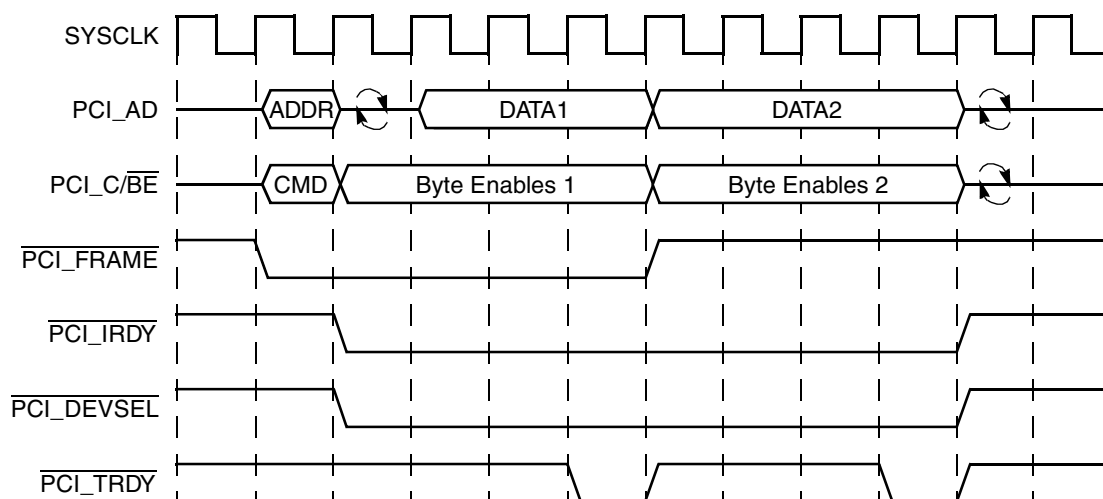 SYSCLK
PCI_AD ADDR DATA1 DATA2
PCI_C/BE CMD Byte Enables 1 Byte Enables 2
PCI_FRAME
PCI_IRDY
PCI_DEVSEL
PCI_TRDY